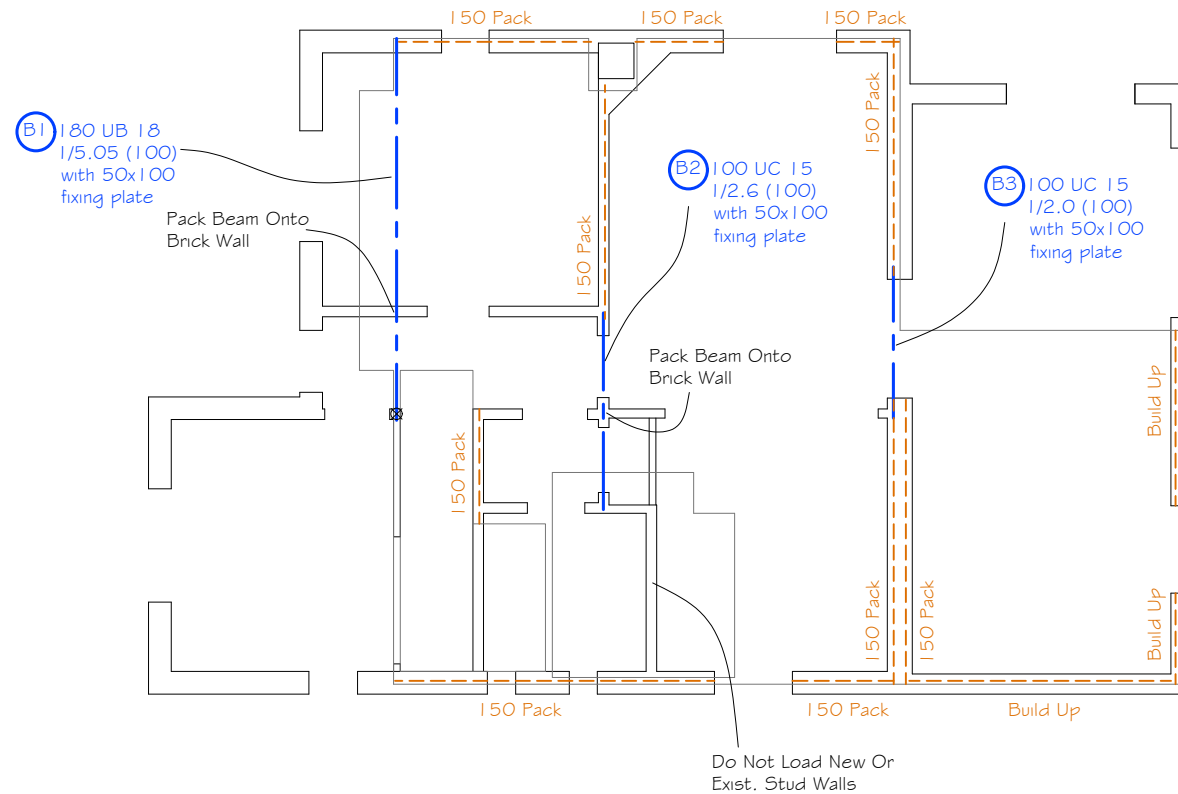 150 Pack
150 Pack
150 Pack
B1
180 UB 18
1/5.05 (100)
with 50x100
fixing plate
Pack Beam Onto
Brick Wall
150 Pack
B2
100 UC 15
1/2.6 (100)
with 50x100
fixing plate
150 Pack
B3
100 UC 15
1/2.0 (100)
with 50x100
fixing plate
Pack Beam Onto
Brick Wall
Build Up
150 Pack
150 Pack
150 Pack
Build Up
150 Pack
150 Pack
Build Up
Do Not Load New Or
Exist. Stud Walls